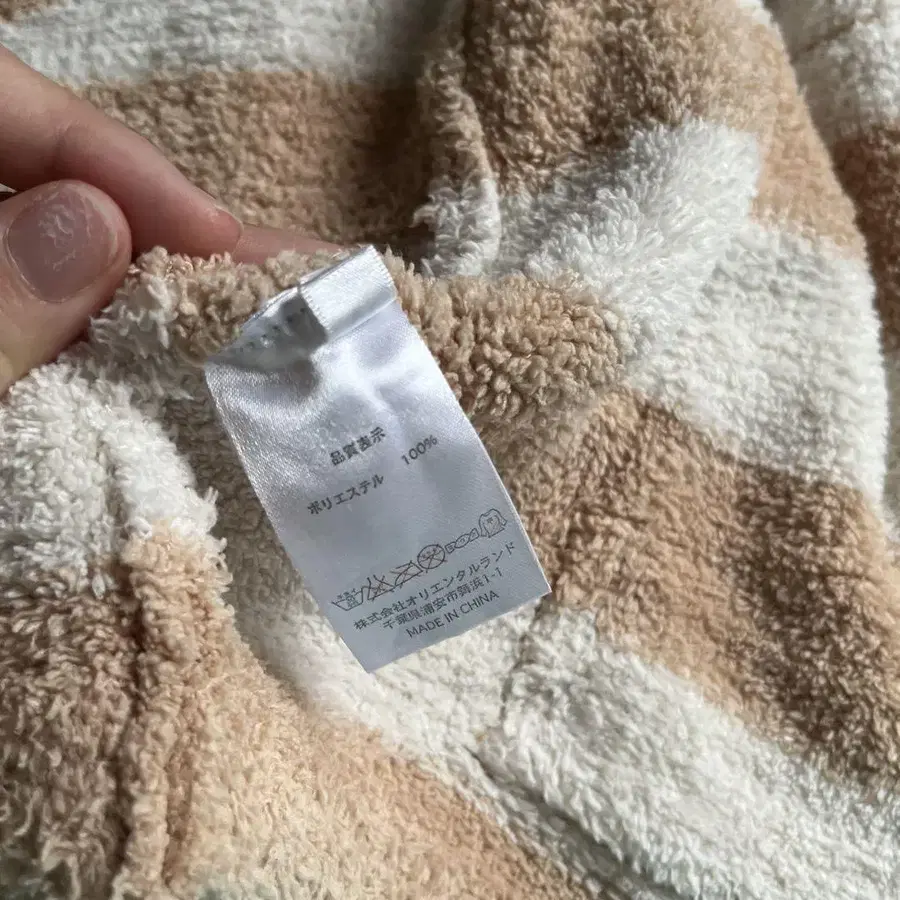 品質表示
ポリエステル 100%
株式会社オリエンタルランド
千葉県浦安市舞浜1-1
MADE IN CHINA